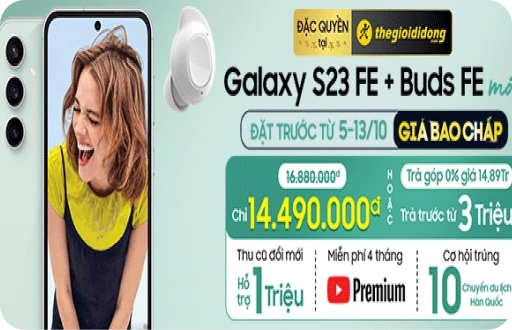 ĐẶC QUYỀN
tại
thegioididong
.com
Galaxy S23 FE + Buds FE mới
ĐẶT TRƯỚC TỪ 5-13/10 GIÁ BAO CHẤP
16.880.000đ
Chỉ 14.490.000đ
HOẶC
Trả góp 0% giá 14,89Tr
Trả trước từ 3 Triệu
Thu cũ đổi mới
Hỗ trợ 1 Triệu
Miễn phí 4 tháng
Premium
Cơ hội trúng
10 Chuyến du lịch
Hàn Quốc